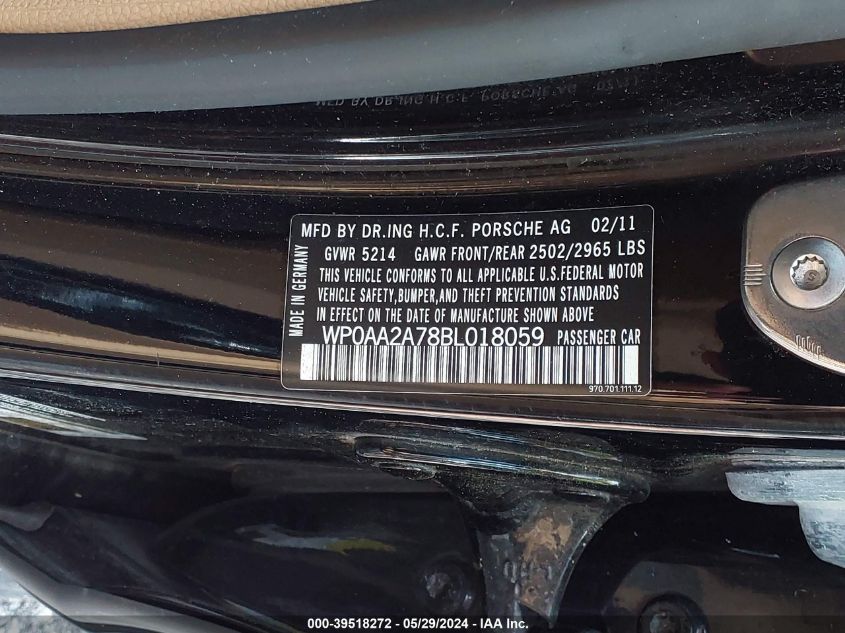 MFD BY DR.ING H.C.F. PORSCHE AG 02/11
GVWR 5214 GAWR FRONT/REAR 2502/2965 LBS
THIS VEHICLE CONFORMS TO ALL APPLICABLE U.S.FEDERAL MOTOR
VEHICLE SAFETY,BUMPER,AND THEFT PREVENTION STANDARDS
IN EFFECT ON THE DATE OF MANUFACTURE SHOWN ABOVE
WP0AA2A78BL018059 PASSENGER CAR
MADE IN GERMANY
970.701.111.12
000-39518272 - 05/29/2024 - IAA Inc.